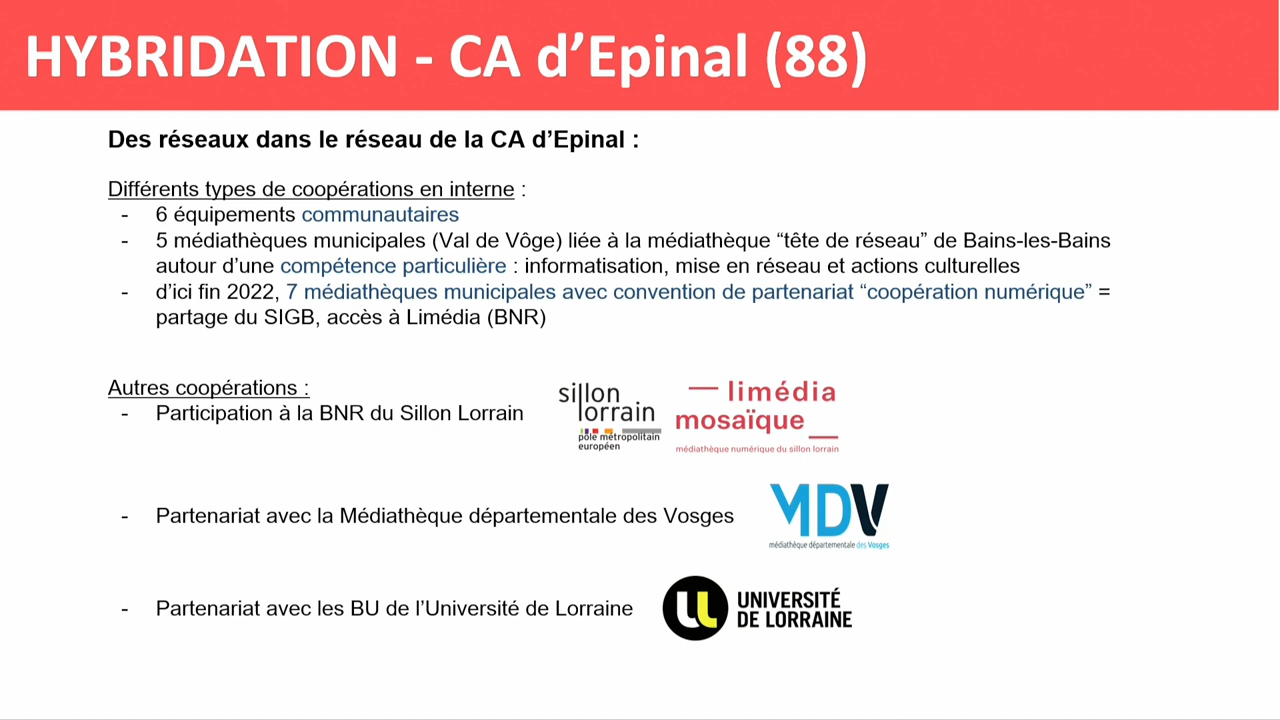 HYBRIDATION - CA d’Epinal (88)
Des réseaux dans le réseau de la CA d’Epinal :
Différents types de coopérations en interne :
- 6 équipements communautaires
- 5 médiathèques municipales (Val de Vôge) liée à la médiathèque “tête de réseau” de Bains-les-Bains
autour d’une compétence particulière : informatisation, mise en réseau et actions culturelles
- d’ici fin 2022, 7 médiathèques municipales avec convention de partenariat “coopération numérique” =
partage du SIGB, accès à Limédia (BNR)
Autres coopérations :
- Participation à la BNR du Sillon Lorrain
sillon
lorrain
pôle métropolitain
européen
limédia
mosaïque
médiathèque numérique du sillon lorrain
- Partenariat avec la Médiathèque départementale des Vosges
MDV
médiathèque départementale des Vosges
- Partenariat avec les BU de l’Université de Lorraine
UNIVERSITÉ
DE LORRAINE